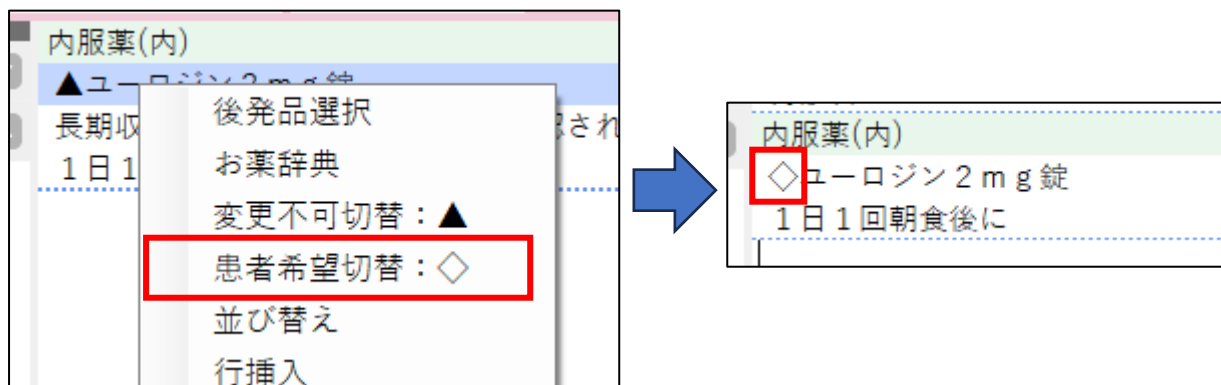 内服薬(内)
▲ユーロジン２ｍｇ錠
長期収
され
１日１
後発品選択
お薬辞典
変更不可切替：▲
患者希望切替：◇
並び替え
行挿入
内服薬(内)
◇ユーロジン２ｍｇ錠
１日１回朝食後に